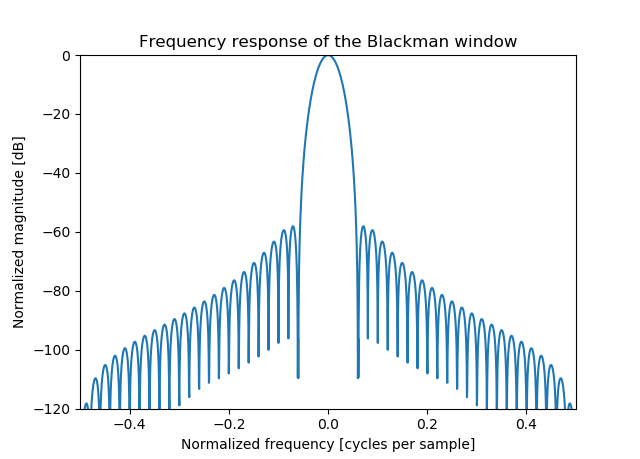 Frequency response of the Blackman window
Normalized magnitude [dB]
0
−20
−40
−60
−80
−100
−120
−0.4 −0.2 0.0 0.2 0.4
Normalized frequency [cycles per sample]